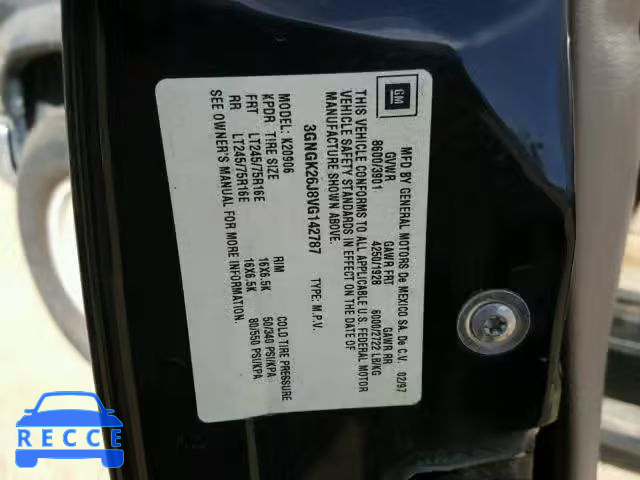 GM
MFD BY GENERAL MOTORS De MEXICO SA. De C.V. 02/97
GVWR GAWR FRT GAWR RR
8600/3901 4250/1928 6000/2722 LB/KG
THIS VEHICLE CONFORMS TO ALL APPLICABLE U.S. FEDERAL MOTOR
VEHICLE SAFETY STANDARDS IN EFFECT ON THE DATE OF
MANUFACTURE SHOWN ABOVE.
3GNGK26J8VG142787 TYPE: M.P.V.
MODEL: K20906
KPDR TIRE SIZE RIM COLD TIRE PRESSURE
FRT LT245/75R16E 16X6.5K 50/340 PSI/KPA
RR LT245/75R16E 16X6.5K 80/550 PSI/KPA
SEE OWNER'S MANUAL FOR MORE INFORMATION.
RECCE